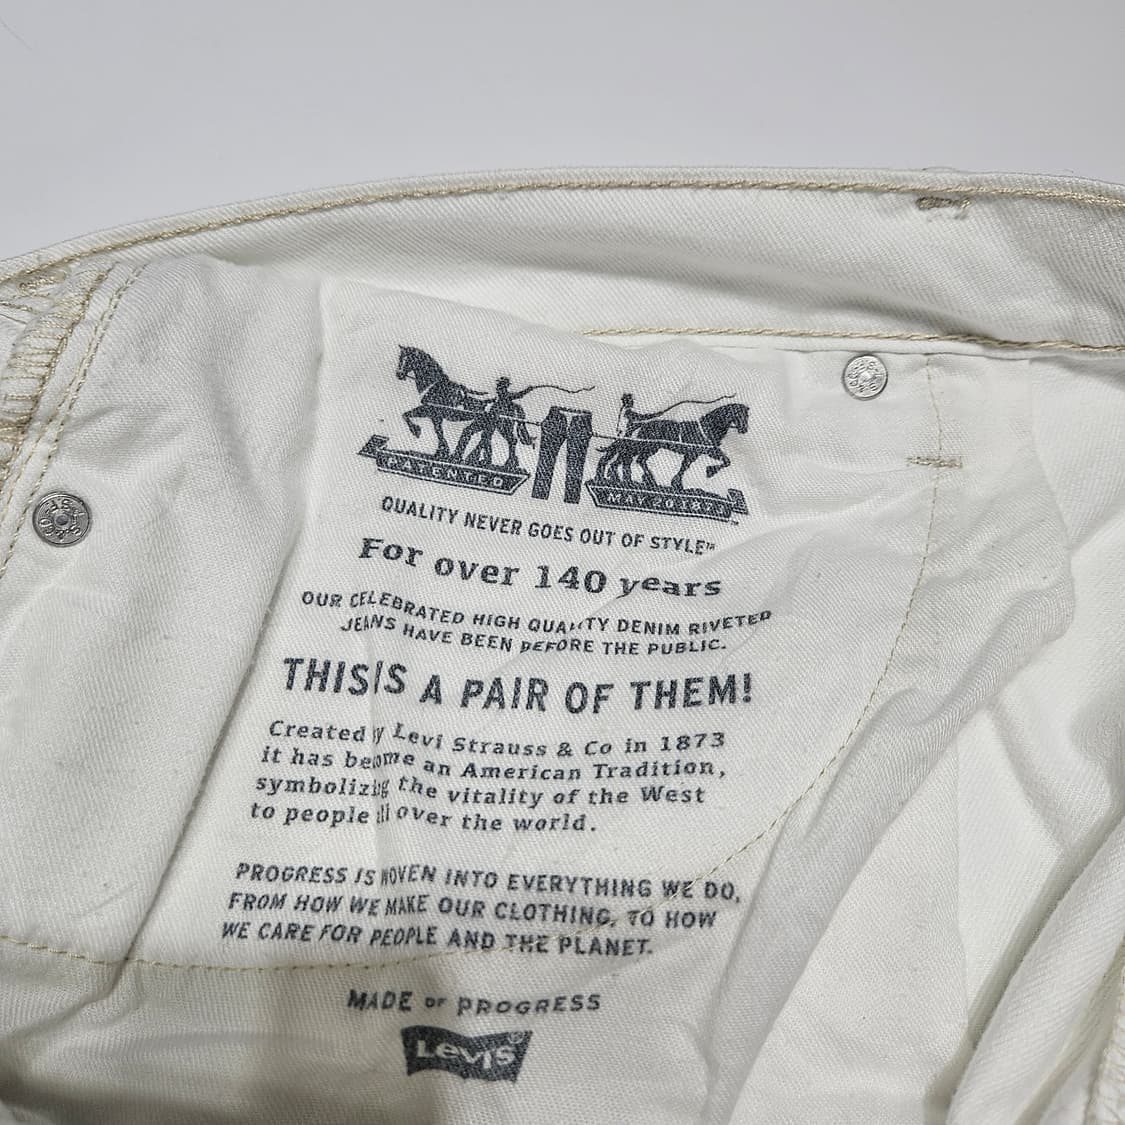 PATENTED
MAY 20 1873
QUALITY NEVER GOES OUT OF STYLE™
For over 140 years
OUR CELEBRATED HIGH QUALITY DENIM RIVETED
JEANS HAVE BEEN BEFORE THE PUBLIC.
THIS IS A PAIR OF THEM!
Created by Levi Strauss & Co in 1873
it has become an American Tradition,
symbolizing the vitality of the West
to people all over the world.
PROGRESS IS WOVEN INTO EVERYTHING WE DO,
FROM HOW WE MAKE OUR CLOTHING, TO HOW
WE CARE FOR PEOPLE AND THE PLANET.
MADE OF PROGRESS
Levi's®